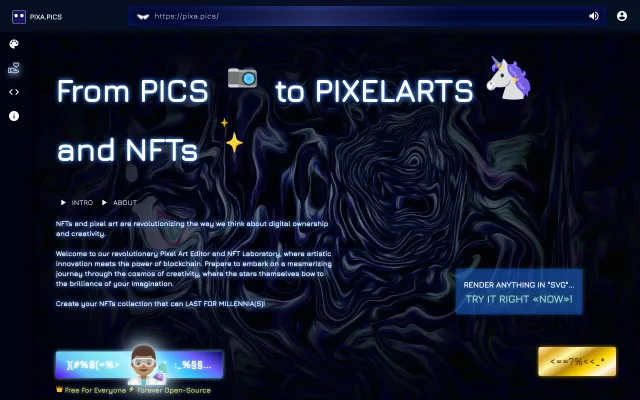 PIXA.PICS
https://pixa.pics/
From PICS to PIXELARTS
and NFTs
INTRO ABOUT
NFTs and pixel art are revolutionizing the way we think about digital ownership
and creativity.
Welcome to our revolutionary Pixel Art Editor and NFT Laboratory, where artistic
innovation meets the power of blockchain. Prepare to embark on a mesmerizing
journey through the cosmos of creativity, where the stars themselves bow to
the brilliance of your imagination.
Create your NFTs collection that can LAST FOR MILLENNIA(S)!
RENDER ANYTHING IN "SVG"...
TRY IT RIGHT «NOW»!
:_%§§...
<==?%<<_*
Free For Everyone Forever Open-Source